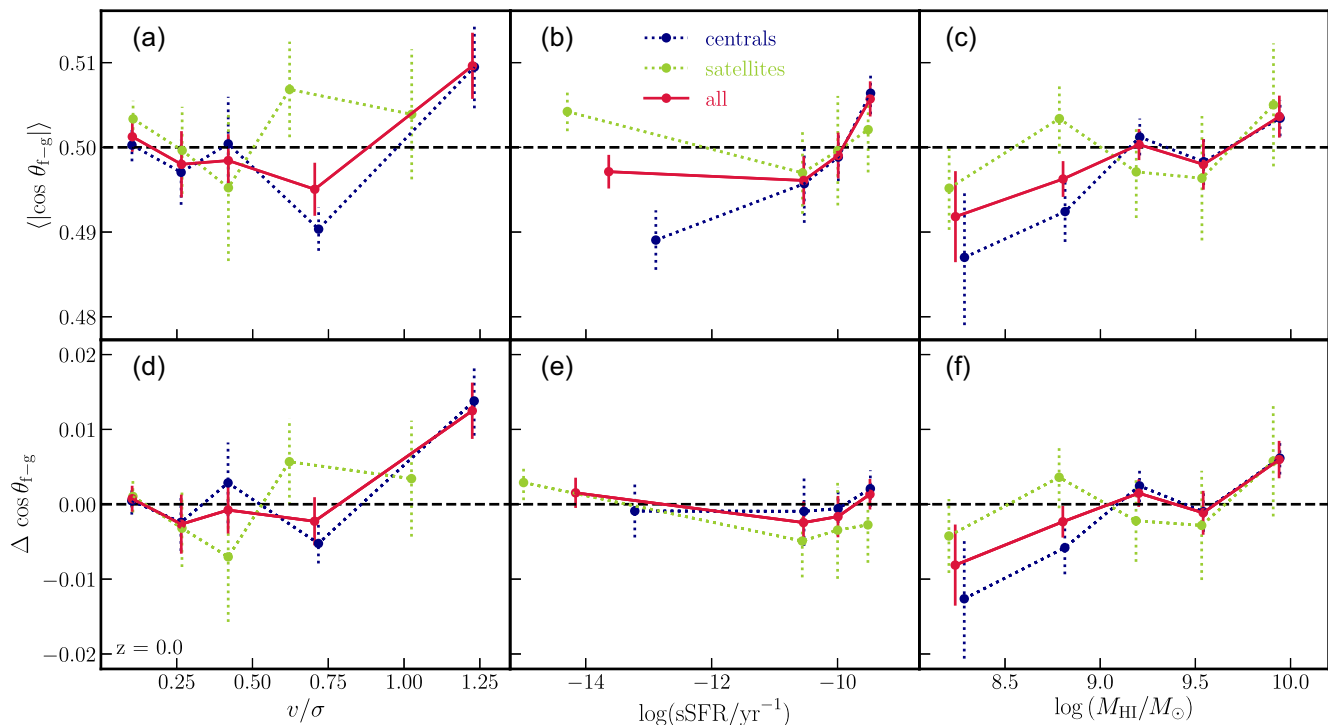 (a)
(b)
(c)
centrals
satellites
all
0.51
0.50
0.49
0.48
⟨|cos θf−g|⟩
(d)
(e)
(f)
0.02
0.01
0.00
−0.01
−0.02
Δ cos θf−g
z = 0.0
0.25 0.50 0.75 1.00 1.25
−14 −12 −10
8.5 9.0 9.5 10.0
v/σ
log(sSFR/yr⁻¹)
log (MHI/M⊙)